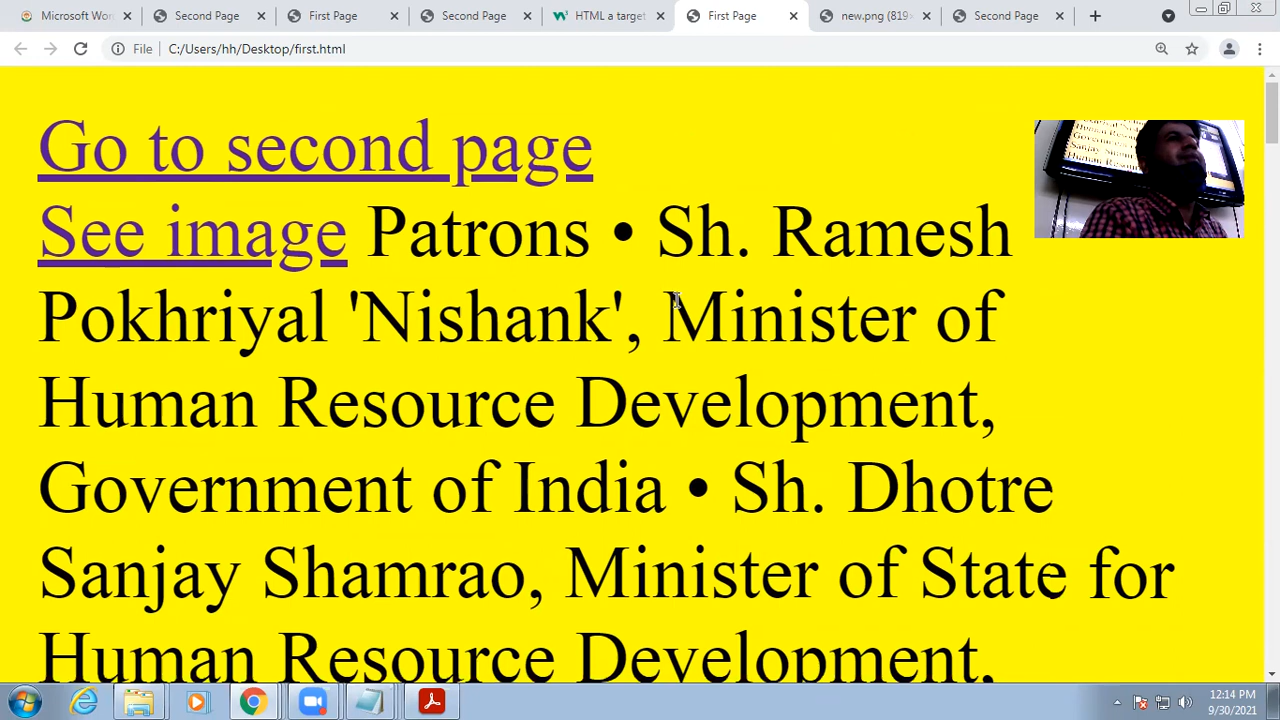 Microsoft Wor
Second Page
First Page
Second Page
HTML a target
First Page
new.png (819×
Second Page
File
C:/Users/hh/Desktop/first.html
Go to second page
See image Patrons • Sh. Ramesh
Pokhriyal 'Nishank', Minister of
Human Resource Development,
Government of India • Sh. Dhotre
Sanjay Shamrao, Minister of State for
Human Resource Development,
12:14 PM
9/30/2021